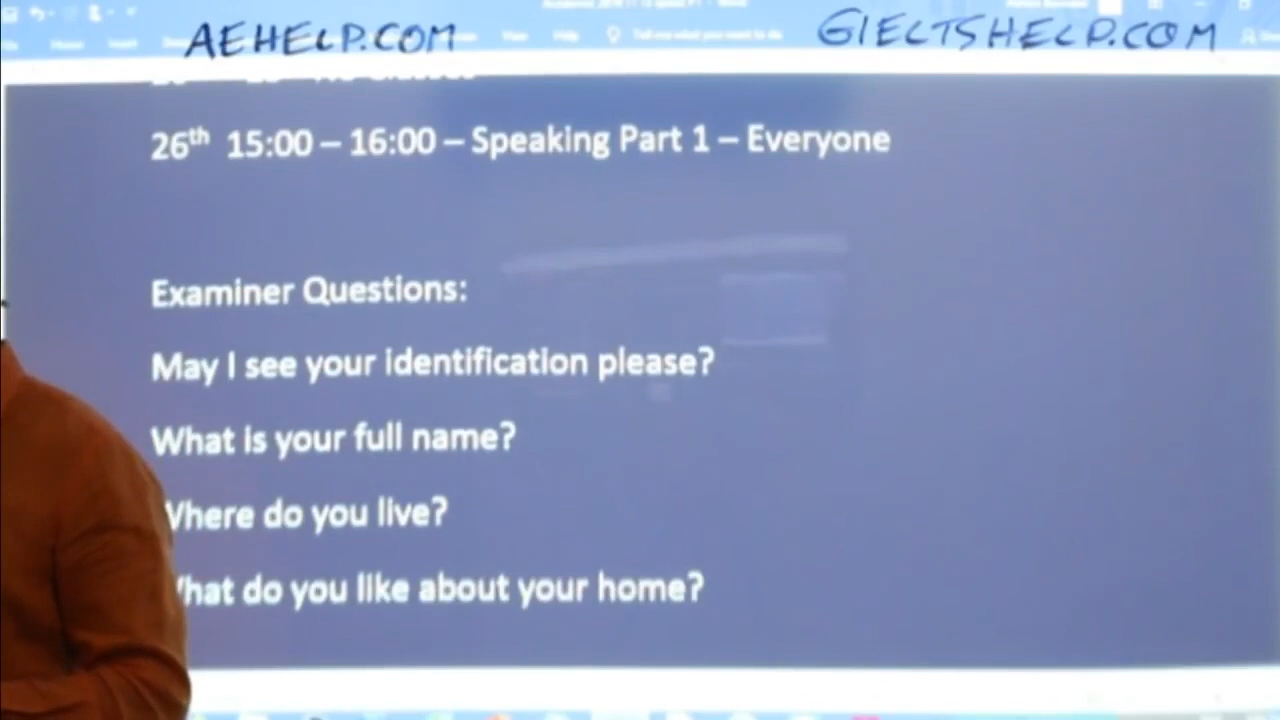 AEHELP.COM GIELTSHELP.COM
26th 15:00 – 16:00 – Speaking Part 1 – Everyone
Examiner Questions:
May I see your identification please?
What is your full name?
Where do you live?
What do you like about your home?